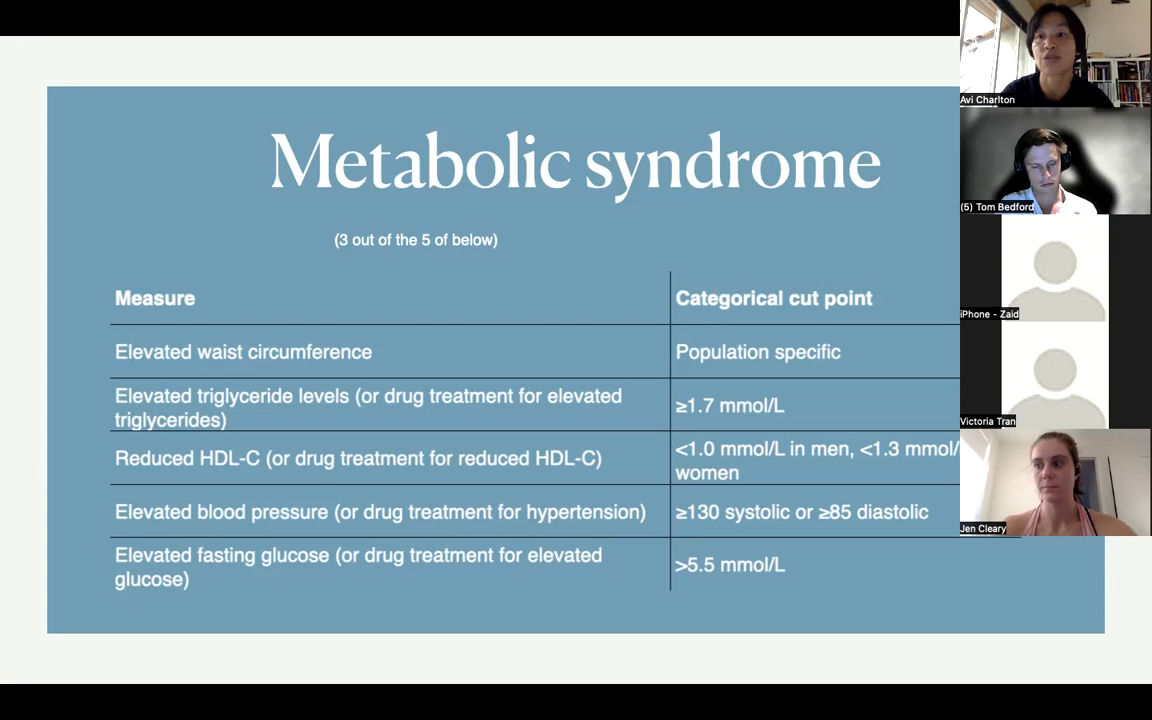 Metabolic syndrome
(3 out of the 5 of below)
Measure
Categorical cut point
Elevated waist circumference
Population specific
Elevated triglyceride levels (or drug treatment for elevated
triglycerides)
≥1.7 mmol/L
Reduced HDL-C (or drug treatment for reduced HDL-C)
<1.0 mmol/L in men, <1.3 mmol/
women
Elevated blood pressure (or drug treatment for hypertension)
≥130 systolic or ≥85 diastolic
Elevated fasting glucose (or drug treatment for elevated
glucose)
>5.5 mmol/L
Avi Charlton
(5) Tom Bedford
iPhone - Zaid
Victoria Tran
Jen Cleary